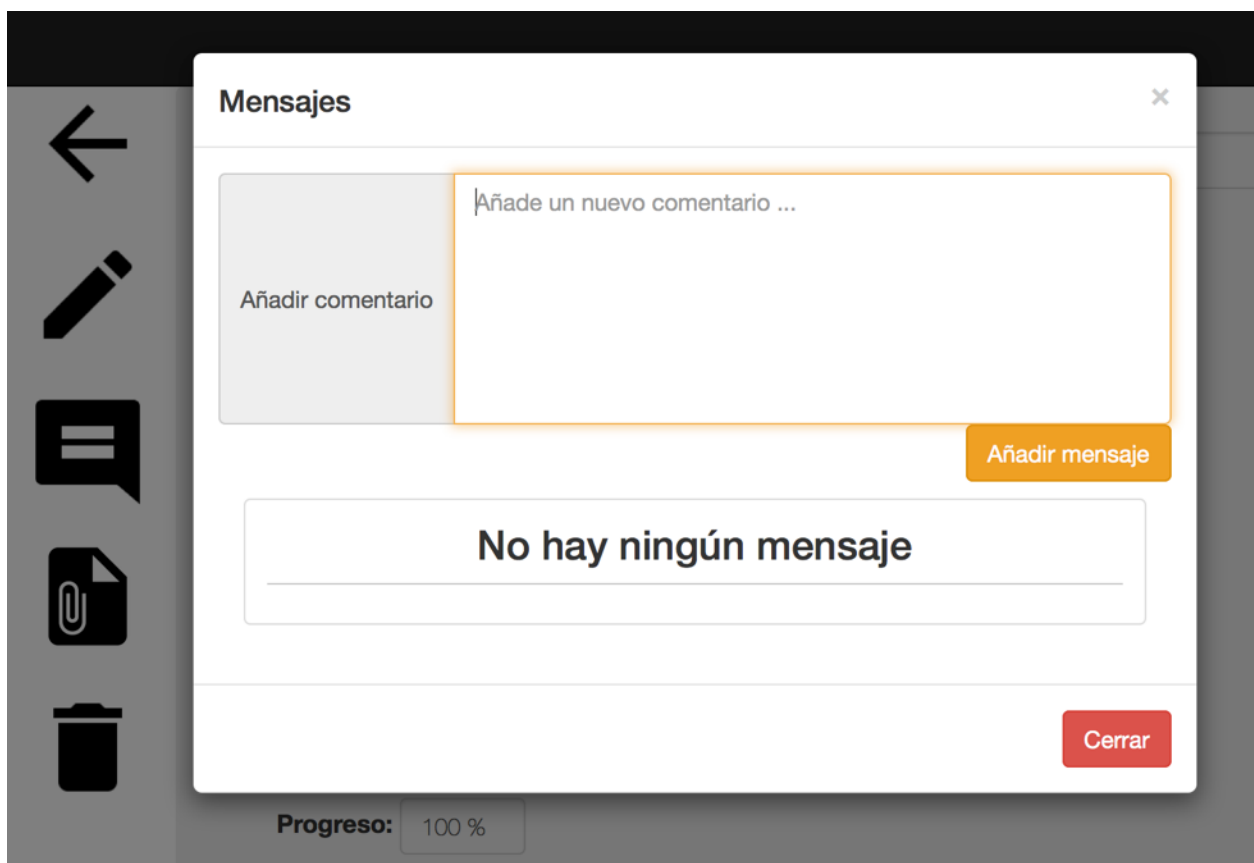 Mensajes ×
Añade un nuevo comentario ...
Añadir comentario
Añadir mensaje
No hay ningún mensaje
Cerrar
Progreso: 100 %